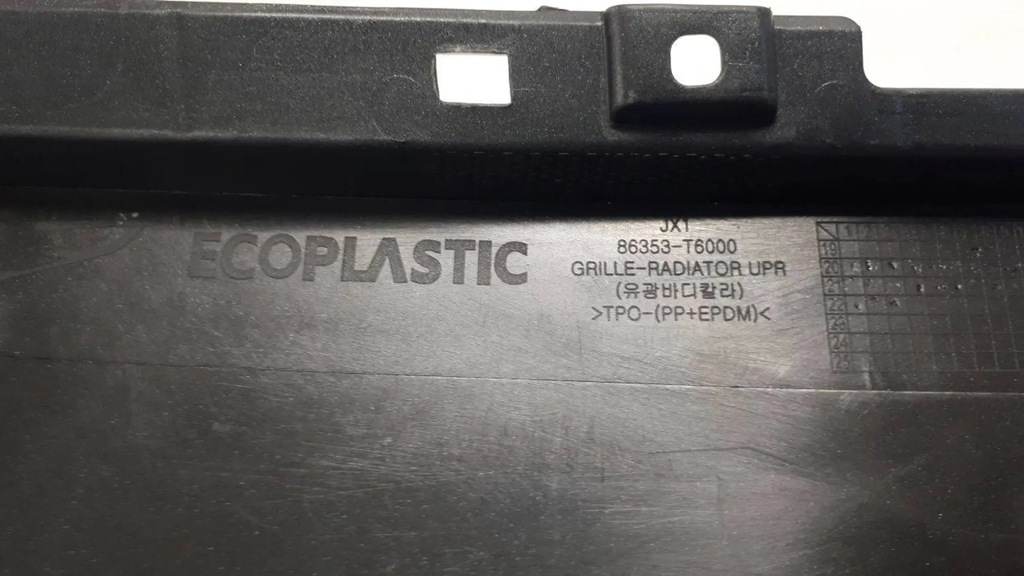 ECOPLASTIC
JX1
86353-T6000
GRILLE-RADIATOR UPR
(유광바디칼라)
>TPO-(PP+EPDM)<
19
20
21
22
23
24
25